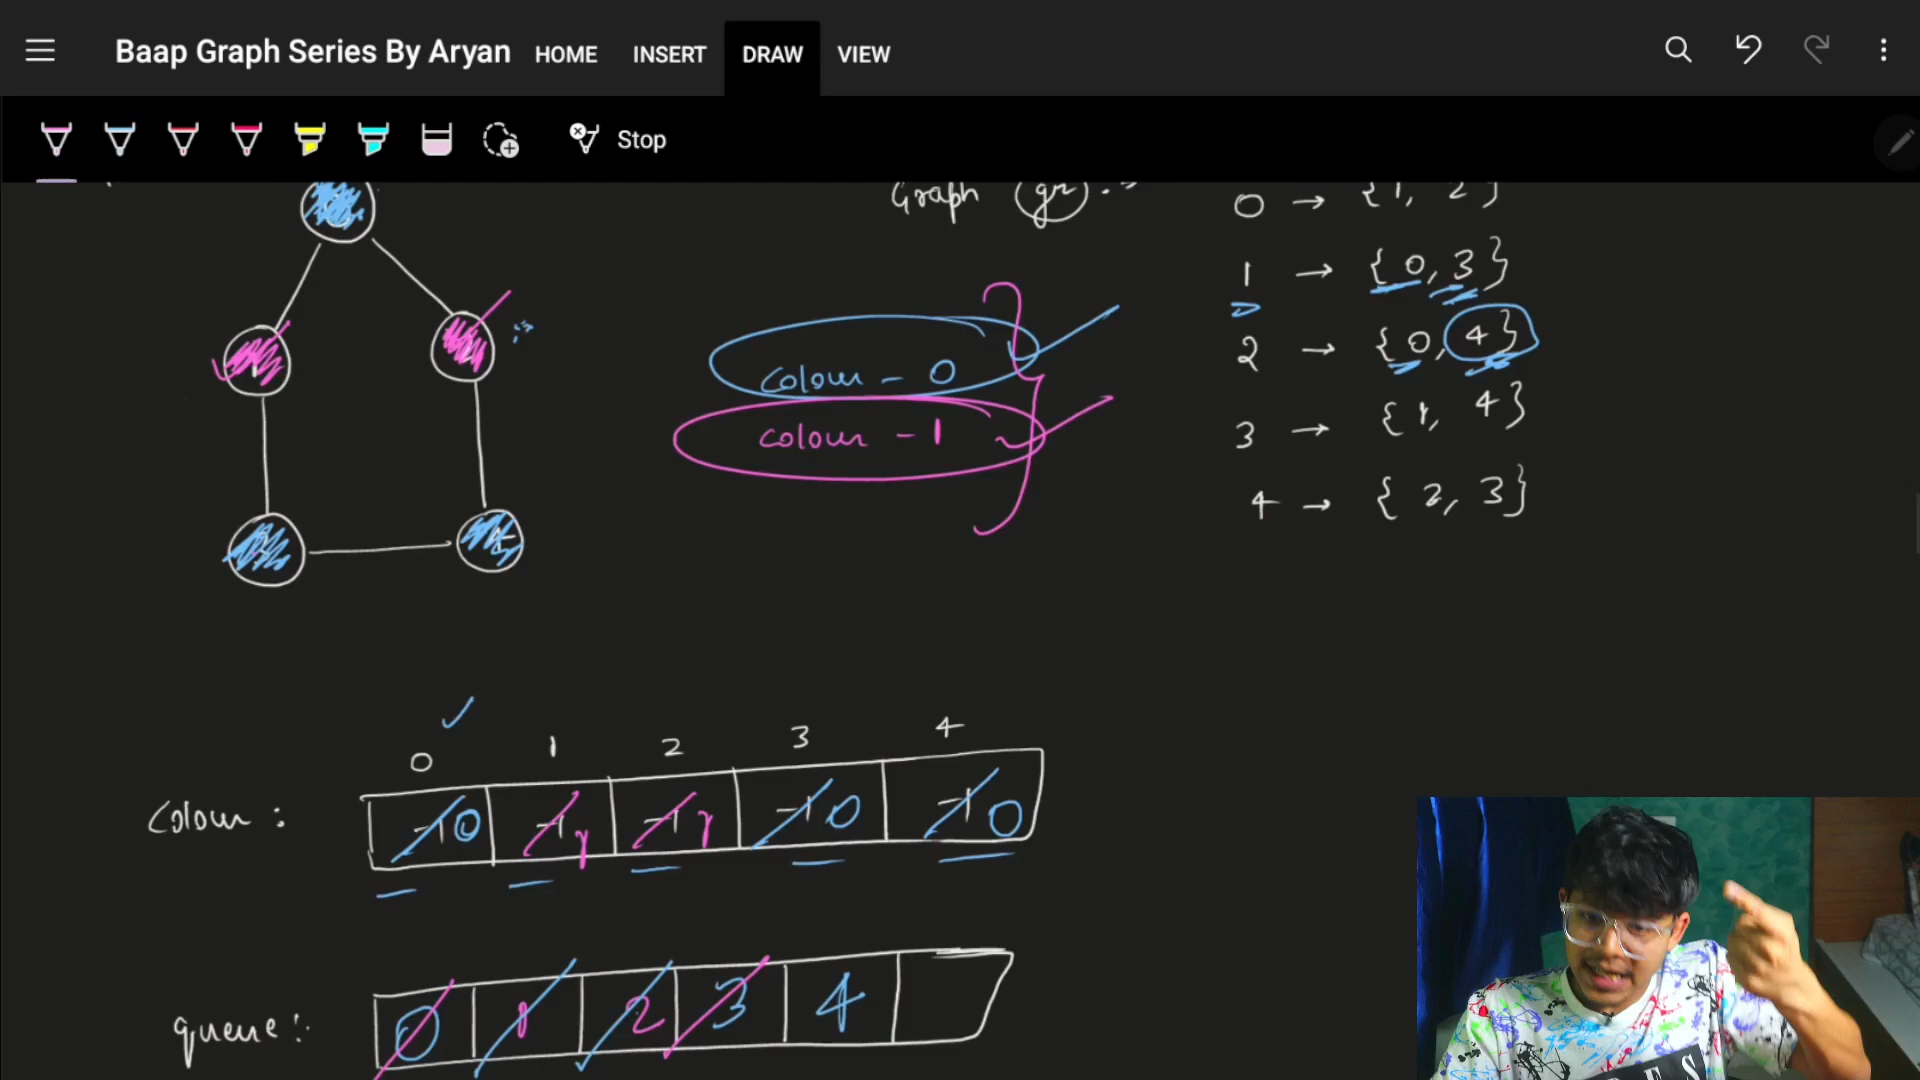 Baap Graph Series By Aryan HOME INSERT DRAW VIEW
Stop
Graph (gr) :-
0 → {1, 2}
1 → {0, 3}
2 → {0, 4}
3 → {1, 4}
4 → {2, 3}
Colour - 0
Colour - 1
0 1 2 3 4
Colour : -1 0 -1 1 -1 1 -1 0 -1 0
queue : 0 1 2 3 4